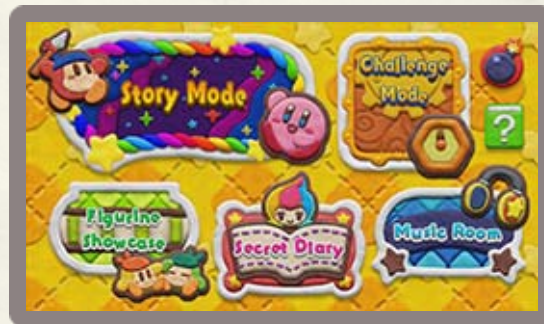 Story Mode
Challenge
Mode
?
Figurine
Showcase
Secret Diary
Music Room